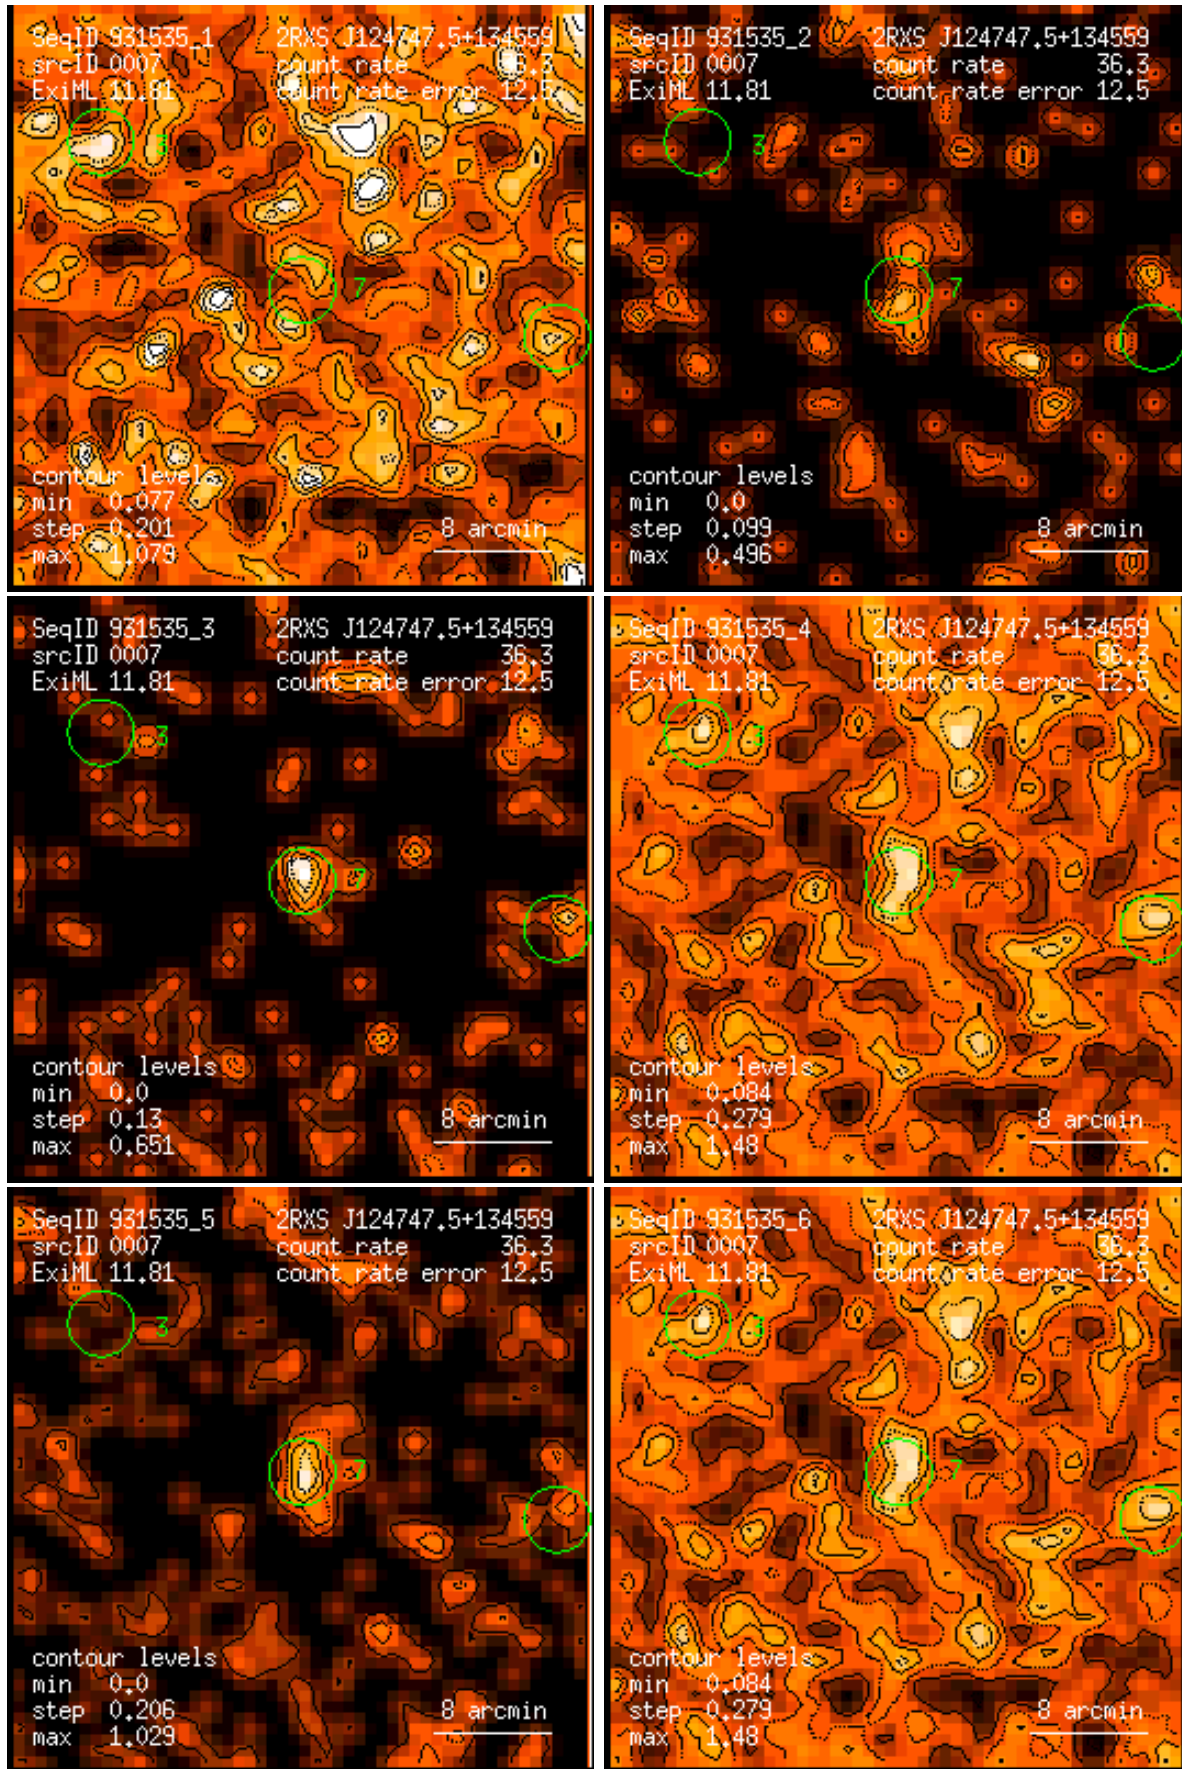 SeqID 931535_1 2RXS J124747.5+134559
srcID 0007 count rate 36.3
ExiML 11.81 count rate error 12.5
3
7
contour levels
min 0.077
step 0.201 8 arcmin
max 1.079
SeqID 931535_2 2RXS J124747.5+134559
srcID 0007 count rate 36.3
ExiML 11.81 count rate error 12.5
3
7
contour levels
min 0.0
step 0.099 8 arcmin
max 0.496
SeqID 931535_3 2RXS J124747.5+134559
srcID 0007 count rate 36.3
ExiML 11.81 count rate error 12.5
3
7
contour levels
min 0.0
step 0.13 8 arcmin
max 0.651
SeqID 931535_4 2RXS J124747.5+134559
srcID 0007 count rate 36.3
ExiML 11.81 count rate error 12.5
3
7
contour levels
min 0.084
step 0.279 8 arcmin
max 1.48
SeqID 931535_5 2RXS J124747.5+134559
srcID 0007 count rate 36.3
ExiML 11.81 count rate error 12.5
3
7
contour levels
min 0.0
step 0.206 8 arcmin
max 1.029
SeqID 931535_6 2RXS J124747.5+134559
srcID 0007 count rate 36.3
ExiML 11.81 count rate error 12.5
3
7
contour levels
min 0.084
step 0.279 8 arcmin
max 1.48